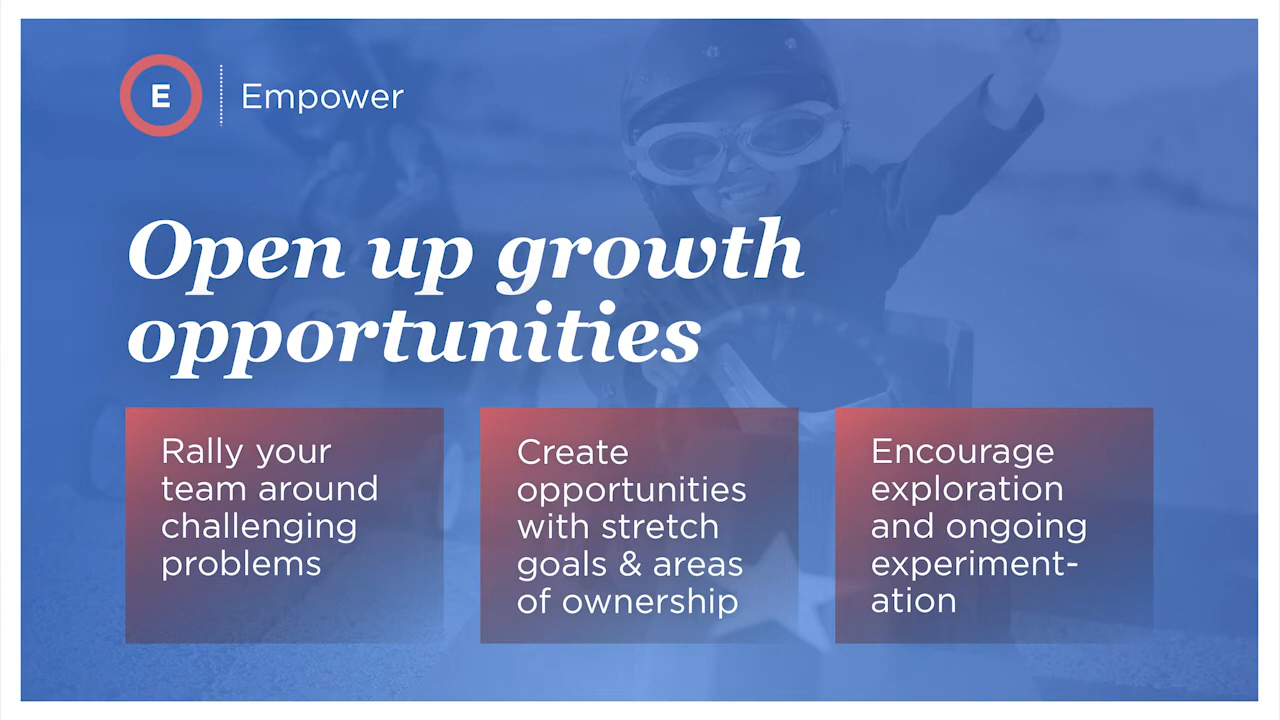 E
Empower
Open up growth
opportunities
Rally your
team around
challenging
problems
Create
opportunities
with stretch
goals & areas
of ownership
Encourage
exploration
and ongoing
experiment-
ation